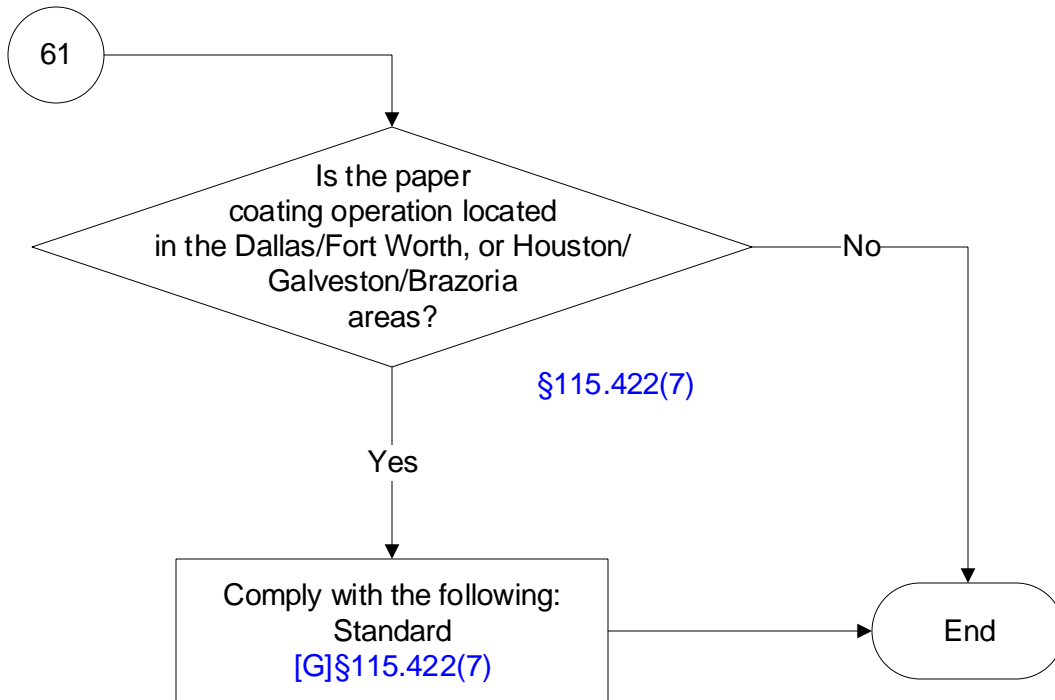 61
Is the paper
coating operation located
in the Dallas/Fort Worth, or Houston/
Galveston/Brazoria
areas?
No
§115.422(7)
Yes
Comply with the following:
Standard
[G]§115.422(7)
End